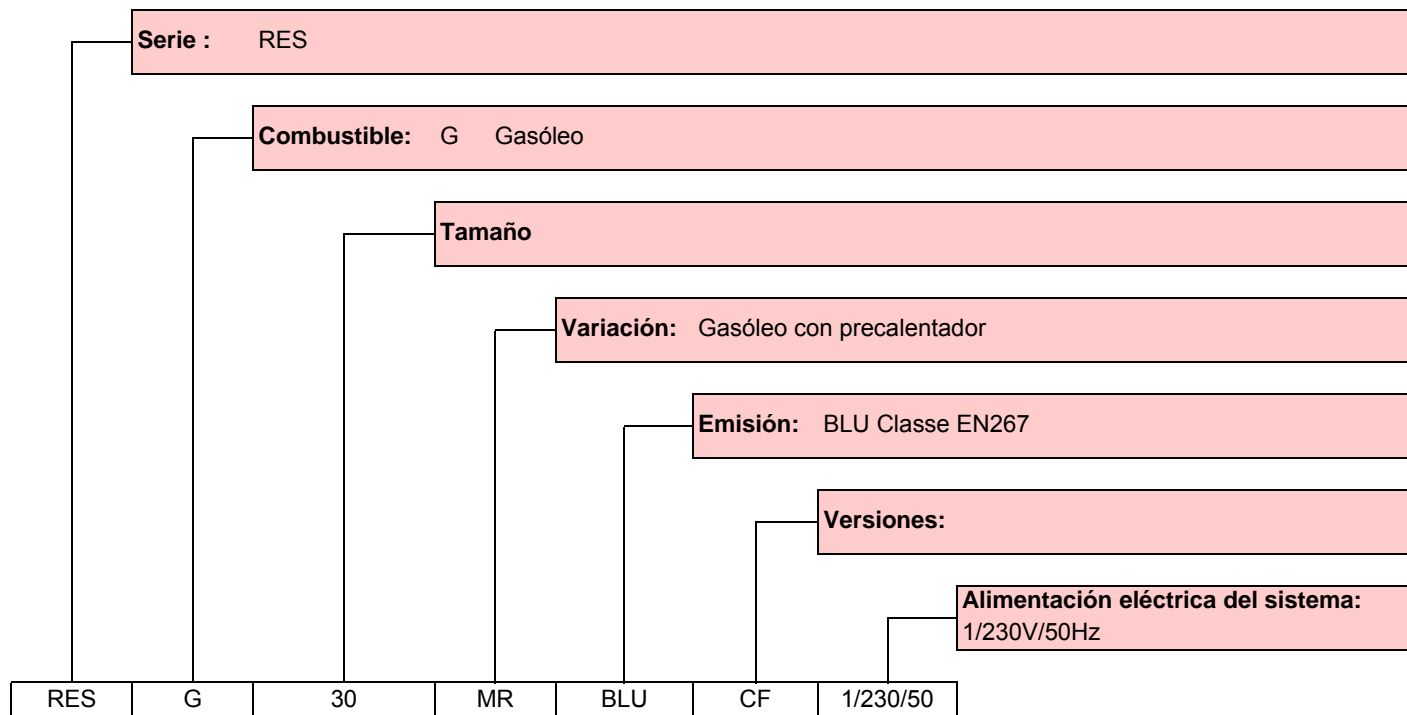 Serie : RES
Combustible: G Gasóleo
Tamaño
Variación: Gasóleo con precalentador
Emisión: BLU Classe EN267
Versiones:
Alimentación eléctrica del sistema:
1/230V/50Hz
RES G 30 MR BLU CF 1/230/50